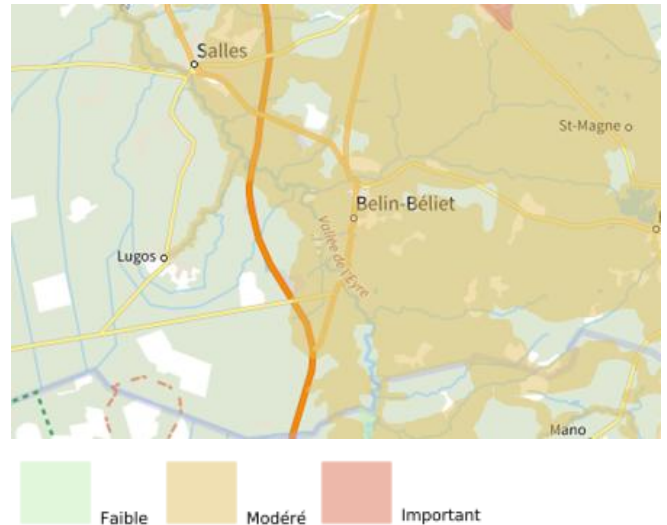 Salles
St-Magne
Belin-Béliet
Vallée de l'Eyre
Lugos
Mano
Faible Modéré Important